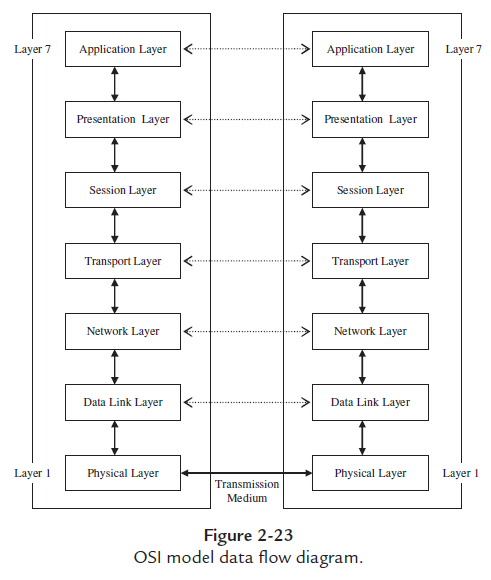 Layer 7 Application Layer Application Layer Layer 7
Presentation Layer Presentation Layer
Session Layer Session Layer
Transport Layer Transport Layer
Network Layer Network Layer
Data Link Layer Data Link Layer
Layer 1 Physical Layer Physical Layer Layer 1
Transmission
Medium
Figure 2-23
OSI model data flow diagram.